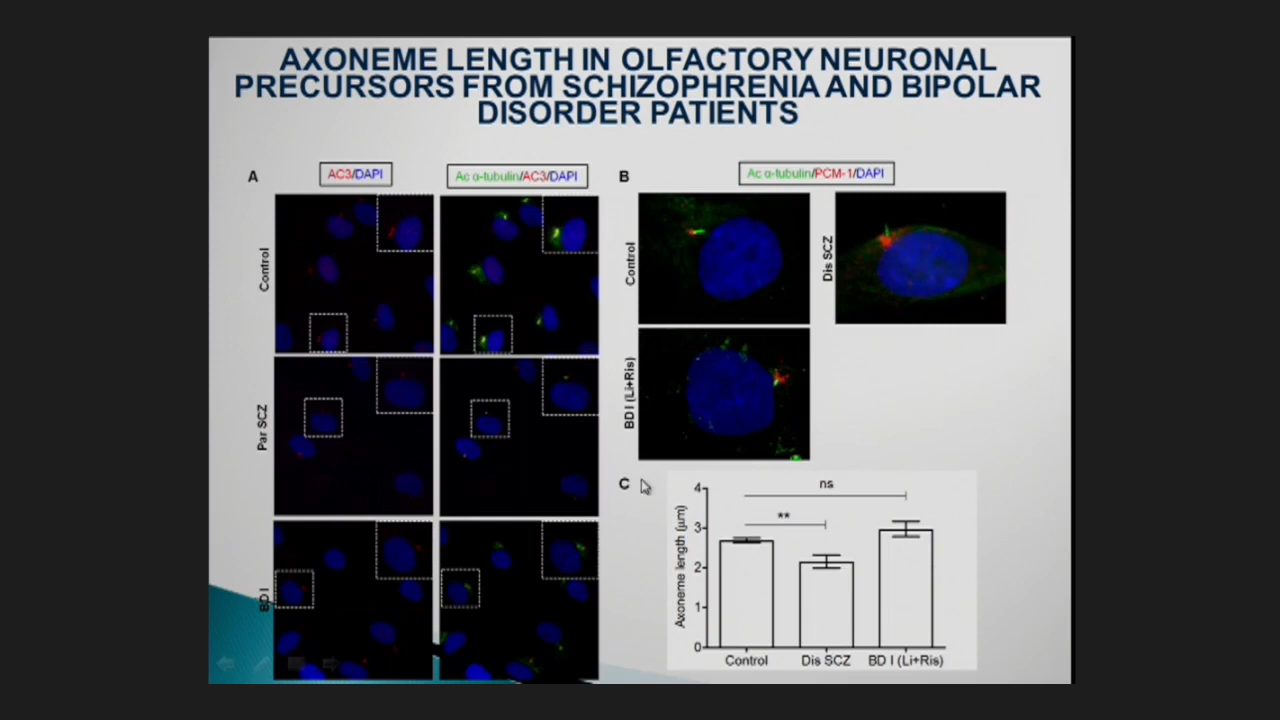 AXONEME LENGTH IN OLFACTORY NEURONAL
PRECURSORS FROM SCHIZOPHRENIA AND BIPOLAR
DISORDER PATIENTS
A
AC3/DAPI
Ac α-tubulin/AC3/DAPI
Control
Par SCZ
BD I
B
Ac α-tubulin/PCM-1/DAPI
Control
Dis SCZ
BD I (Li+Ris)
C
Axoneme length (μm)
4
3
2
1
0
ns
**
Control
Dis SCZ
BD I (Li+Ris)